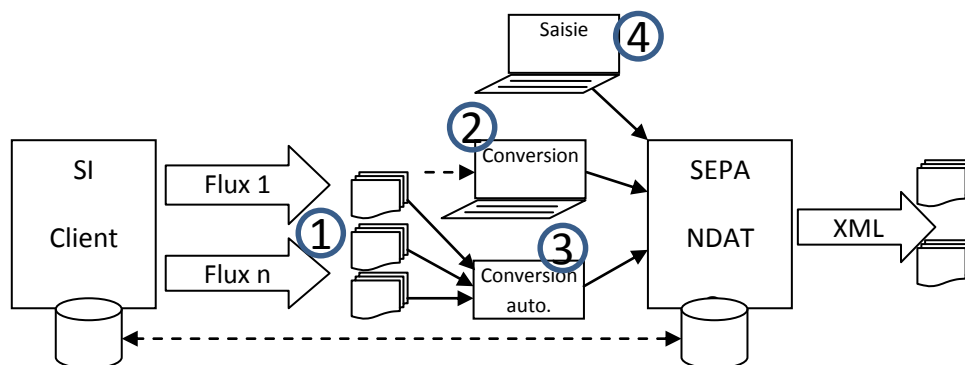 Saisie
4
2
Conversion
SI
Client
Flux 1
Flux n
1
3
Conversion
auto.
SEPA
NDAT
XML